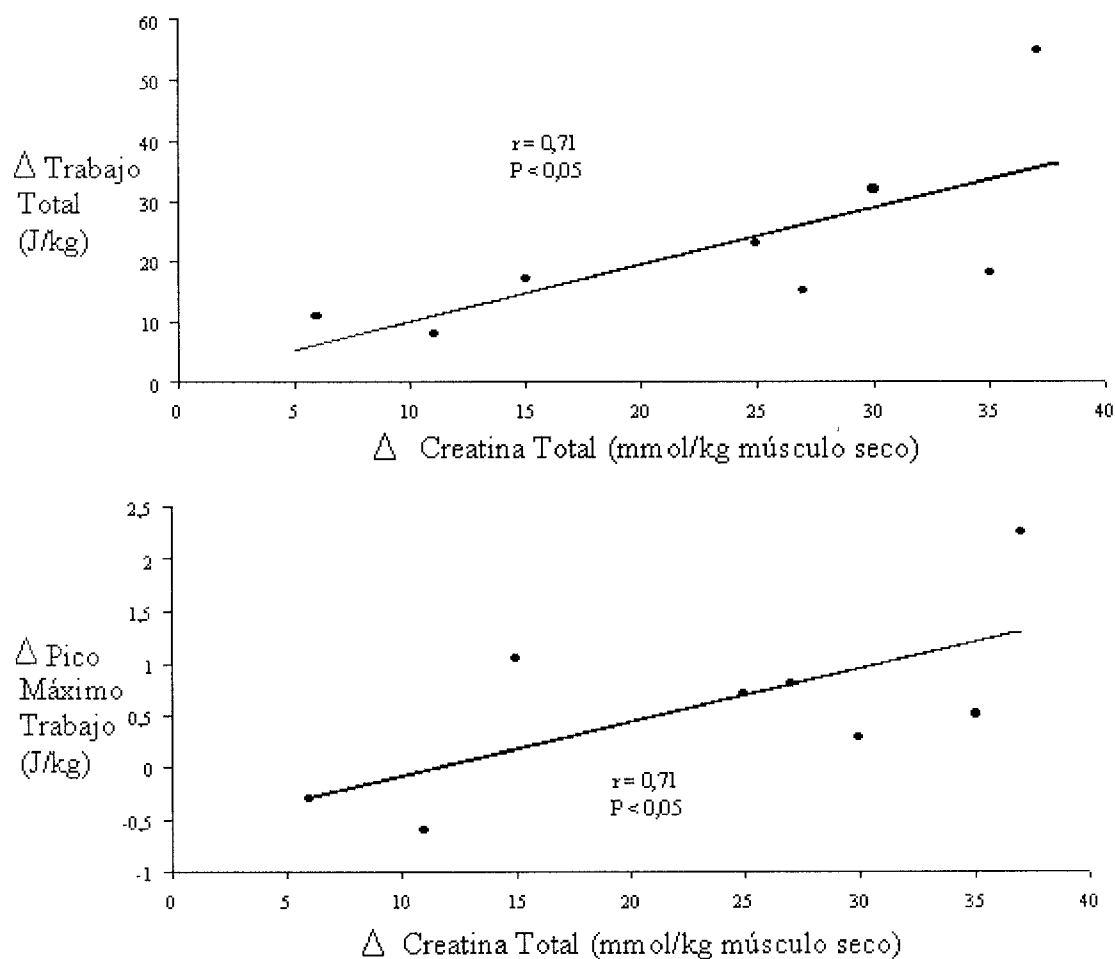 60
50
40
30
20
10
0
Δ Trabajo
Total
(J/kg)
r = 0,71
P < 0,05
0 5 10 15 20 25 30 35 40
Δ Creatina Total (mmol/kg músculo seco)
2,5
2
1,5
1
0,5
0
-0,5
-1
Δ Pico
Máximo
Trabajo
(J/kg)
r = 0,71
P < 0,05
0 5 10 15 20 25 30 35 40
Δ Creatina Total (mmol/kg músculo seco)